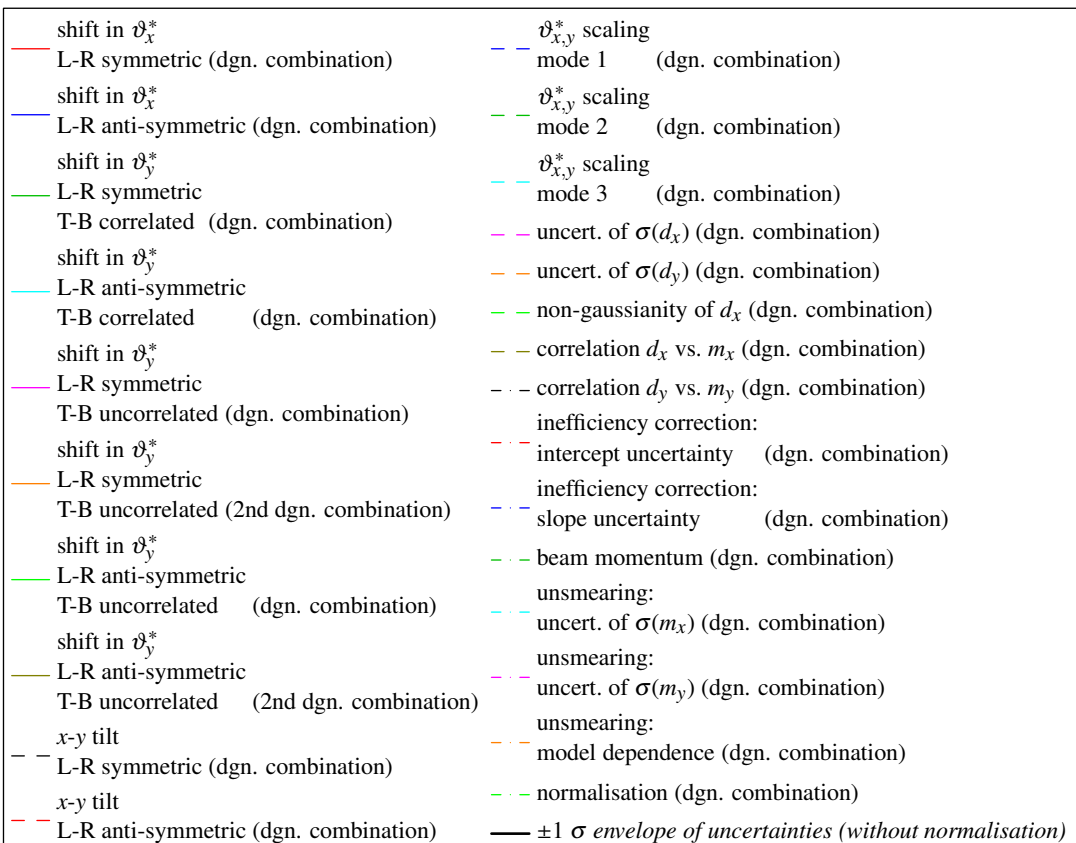 shift in ϑ*x
L-R symmetric (dgn. combination)
shift in ϑ*x
L-R anti-symmetric (dgn. combination)
shift in ϑ*y
L-R symmetric
T-B correlated (dgn. combination)
shift in ϑ*y
L-R anti-symmetric
T-B correlated (dgn. combination)
shift in ϑ*y
L-R symmetric
T-B uncorrelated (dgn. combination)
shift in ϑ*y
L-R symmetric
T-B uncorrelated (2nd dgn. combination)
shift in ϑ*y
L-R anti-symmetric
T-B uncorrelated (dgn. combination)
shift in ϑ*y
L-R anti-symmetric
T-B uncorrelated (2nd dgn. combination)
x-y tilt
L-R symmetric (dgn. combination)
x-y tilt
L-R anti-symmetric (dgn. combination)
ϑ*x,y scaling
mode 1 (dgn. combination)
ϑ*x,y scaling
mode 2 (dgn. combination)
ϑ*x,y scaling
mode 3 (dgn. combination)
uncert. of σ(dx) (dgn. combination)
uncert. of σ(dy) (dgn. combination)
non-gaussianity of dx (dgn. combination)
correlation dx vs. mx (dgn. combination)
correlation dy vs. my (dgn. combination)
inefficiency correction:
intercept uncertainty (dgn. combination)
inefficiency correction:
slope uncertainty (dgn. combination)
beam momentum (dgn. combination)
unsmearing:
uncert. of σ(mx) (dgn. combination)
unsmearing:
uncert. of σ(my) (dgn. combination)
unsmearing:
model dependence (dgn. combination)
normalisation (dgn. combination)
±1 σ envelope of uncertainties (without normalisation)